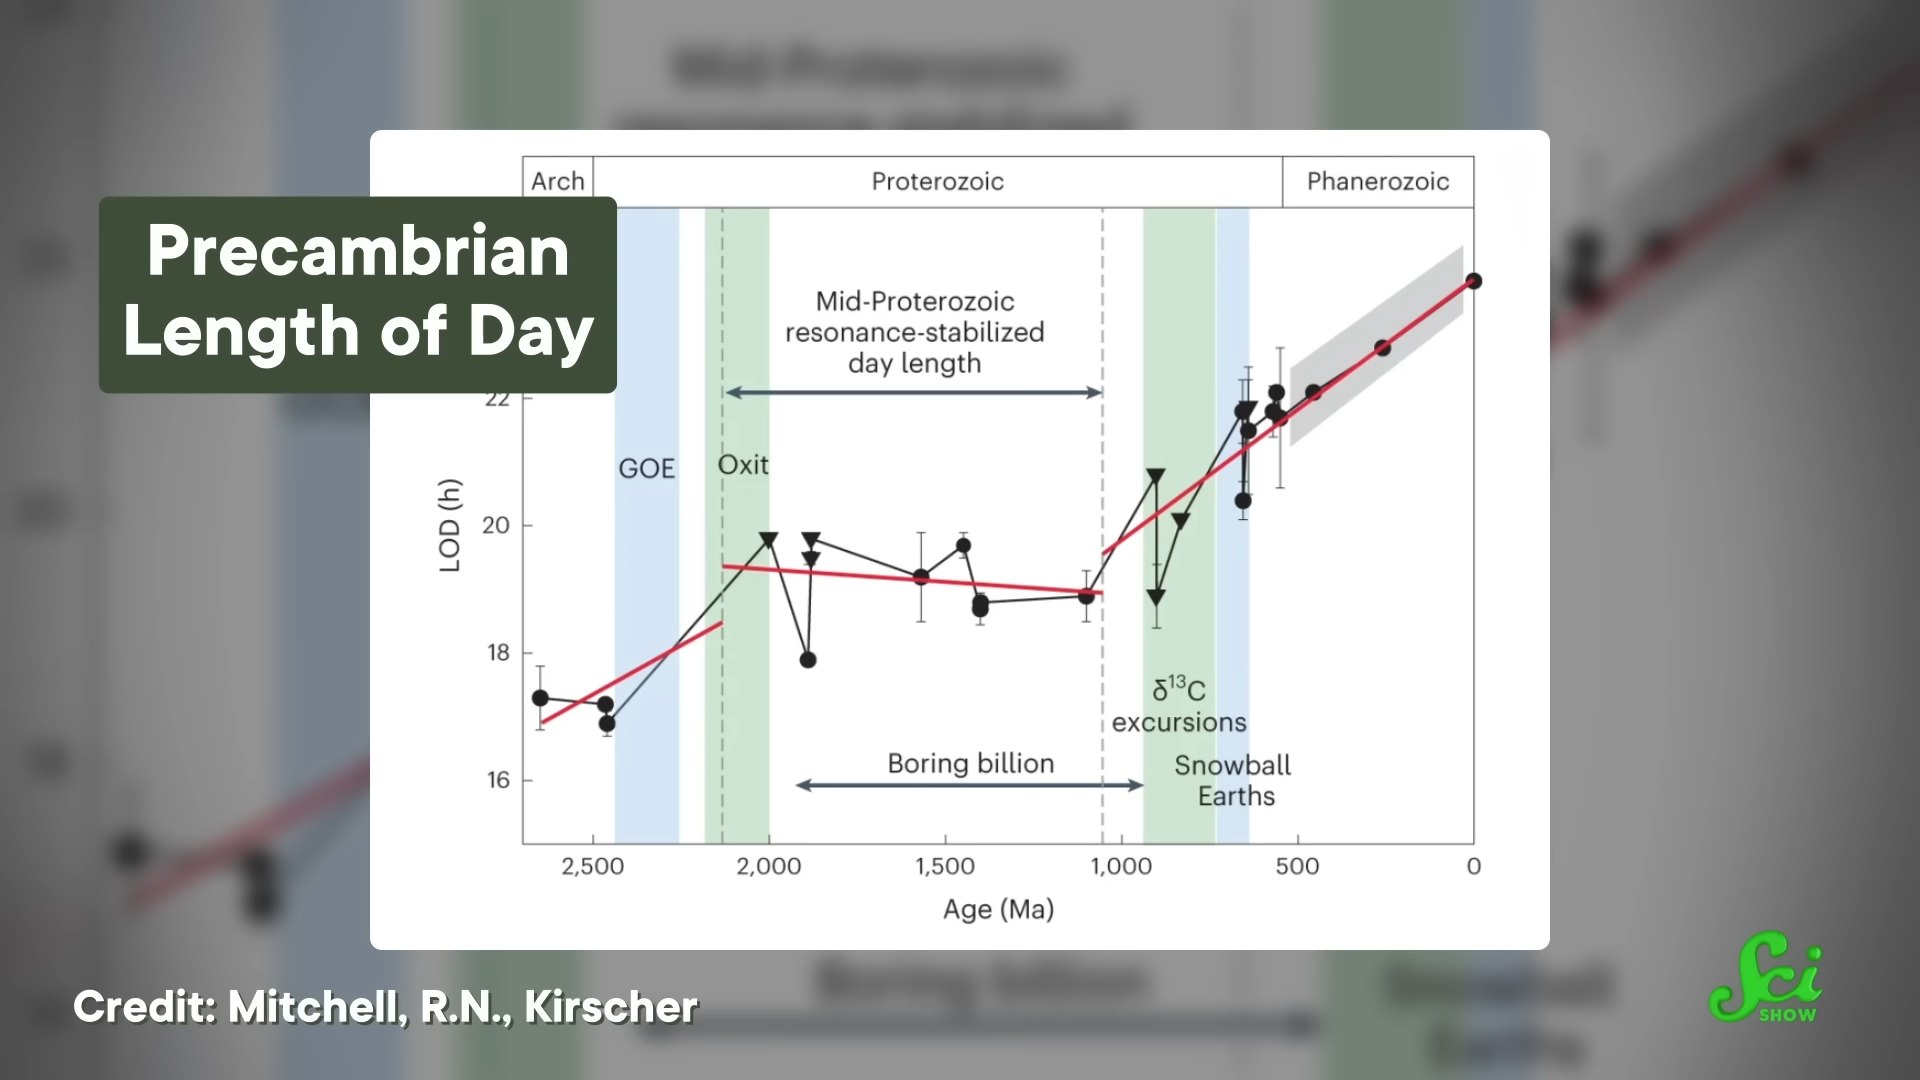 Arch
Proterozoic
Phanerozoic
Precambrian
Length of Day
Mid-Proterozoic
resonance-stabilized
day length
22
GOE
Oxit
LOD (h)
20
18
δ¹³C
excursions
Boring billion
Snowball
Earths
16
2,500
2,000
1,500
1,000
500
0
Age (Ma)
Credit: Mitchell, R.N., Kirscher
Sci
SHOW